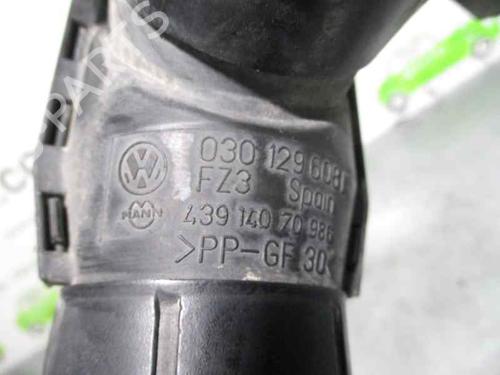 VW 030 129 608
FZ3 Spain
MANN 439 140 70 986
>PP-GF 30<